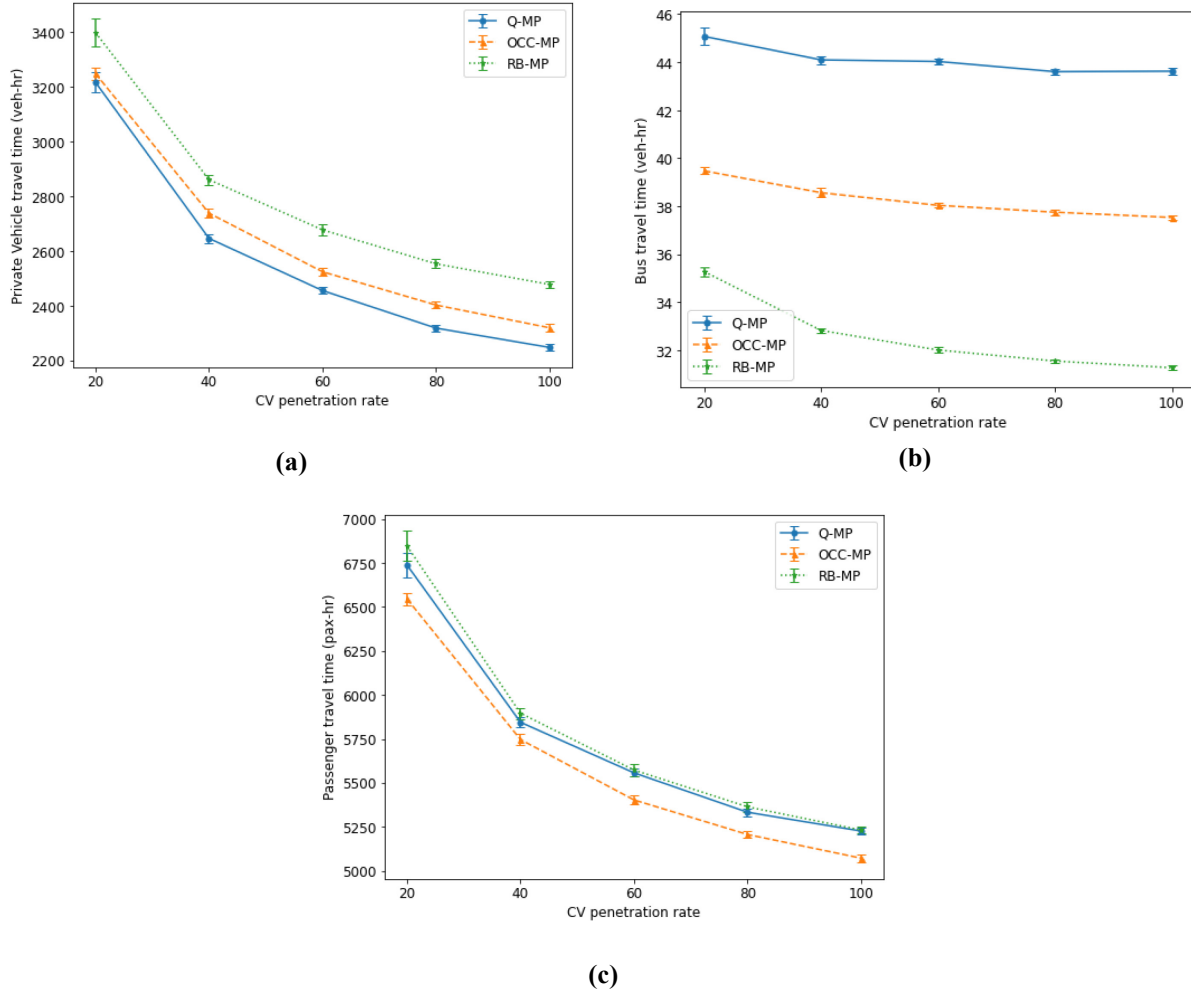 Private Vehicle travel time (veh-hr)
3400
3200
3000
2800
2600
2400
2200
Q-MP
OCC-MP
RB-MP
20 40 60 80 100
CV penetration rate
(a)
Bus travel time (veh-hr)
46
44
42
40
38
36
34
32
Q-MP
OCC-MP
RB-MP
20 40 60 80 100
CV penetration rate
(b)
Passenger travel time (pax-hr)
7000
6750
6500
6250
6000
5750
5500
5250
5000
Q-MP
OCC-MP
RB-MP
20 40 60 80 100
CV penetration rate
(c)